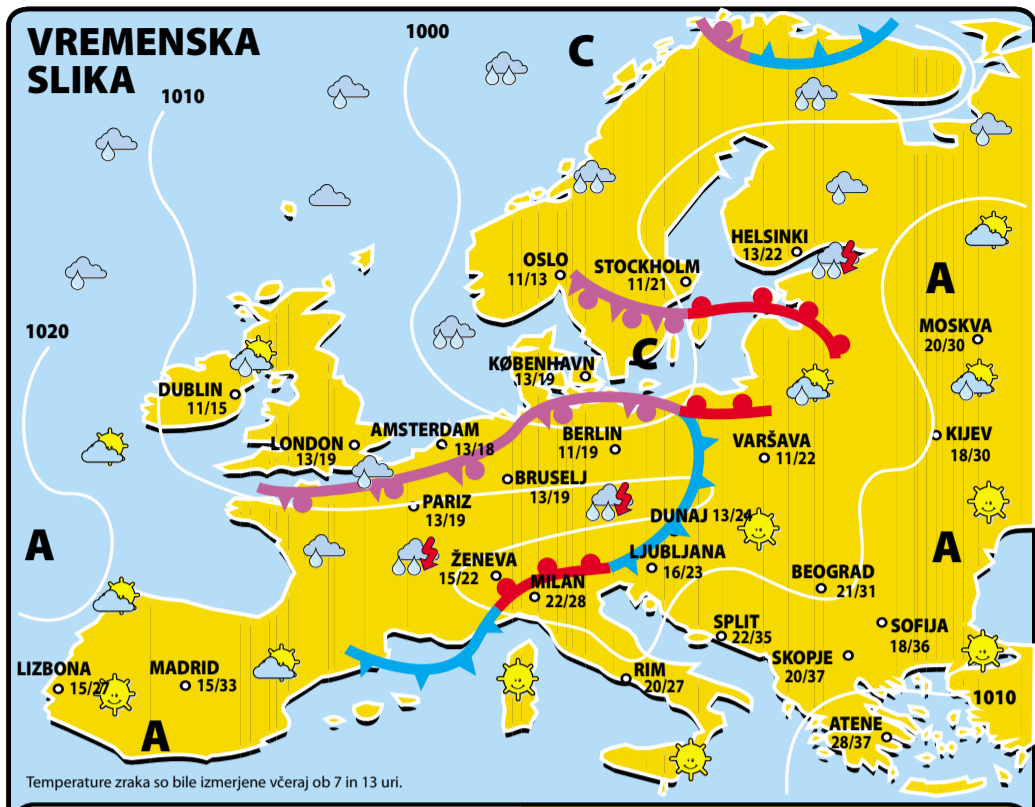 VREMENSKA
SLIKA
1000
C
1010
HELSINKI
13/22
OSLO
11/13
STOCKHOLM
11/21
A
1020
MOSKVA
20/30
C
KØBENHAVN
13/19
DUBLIN
11/15
AMSTERDAM
13/18
LONDON
13/19
BERLIN
11/19
VARŠAVA
11/22
KIJEV
18/30
BRUSELJ
13/19
PARIZ
13/19
DUNAJ 13/24
A
A
ŽENEVA
15/22
LJUBLJANA
16/23
MILAN
22/28
BEOGRAD
21/31
SPLIT
22/35
SOFIJA
18/36
SKOPJE
20/37
LIZBONA
15/27
MADRID
15/33
RIM
20/27
1010
A
ATENE
28/37
Temperature zraka so bile izmerjene včeraj ob 7 in 13 uri.